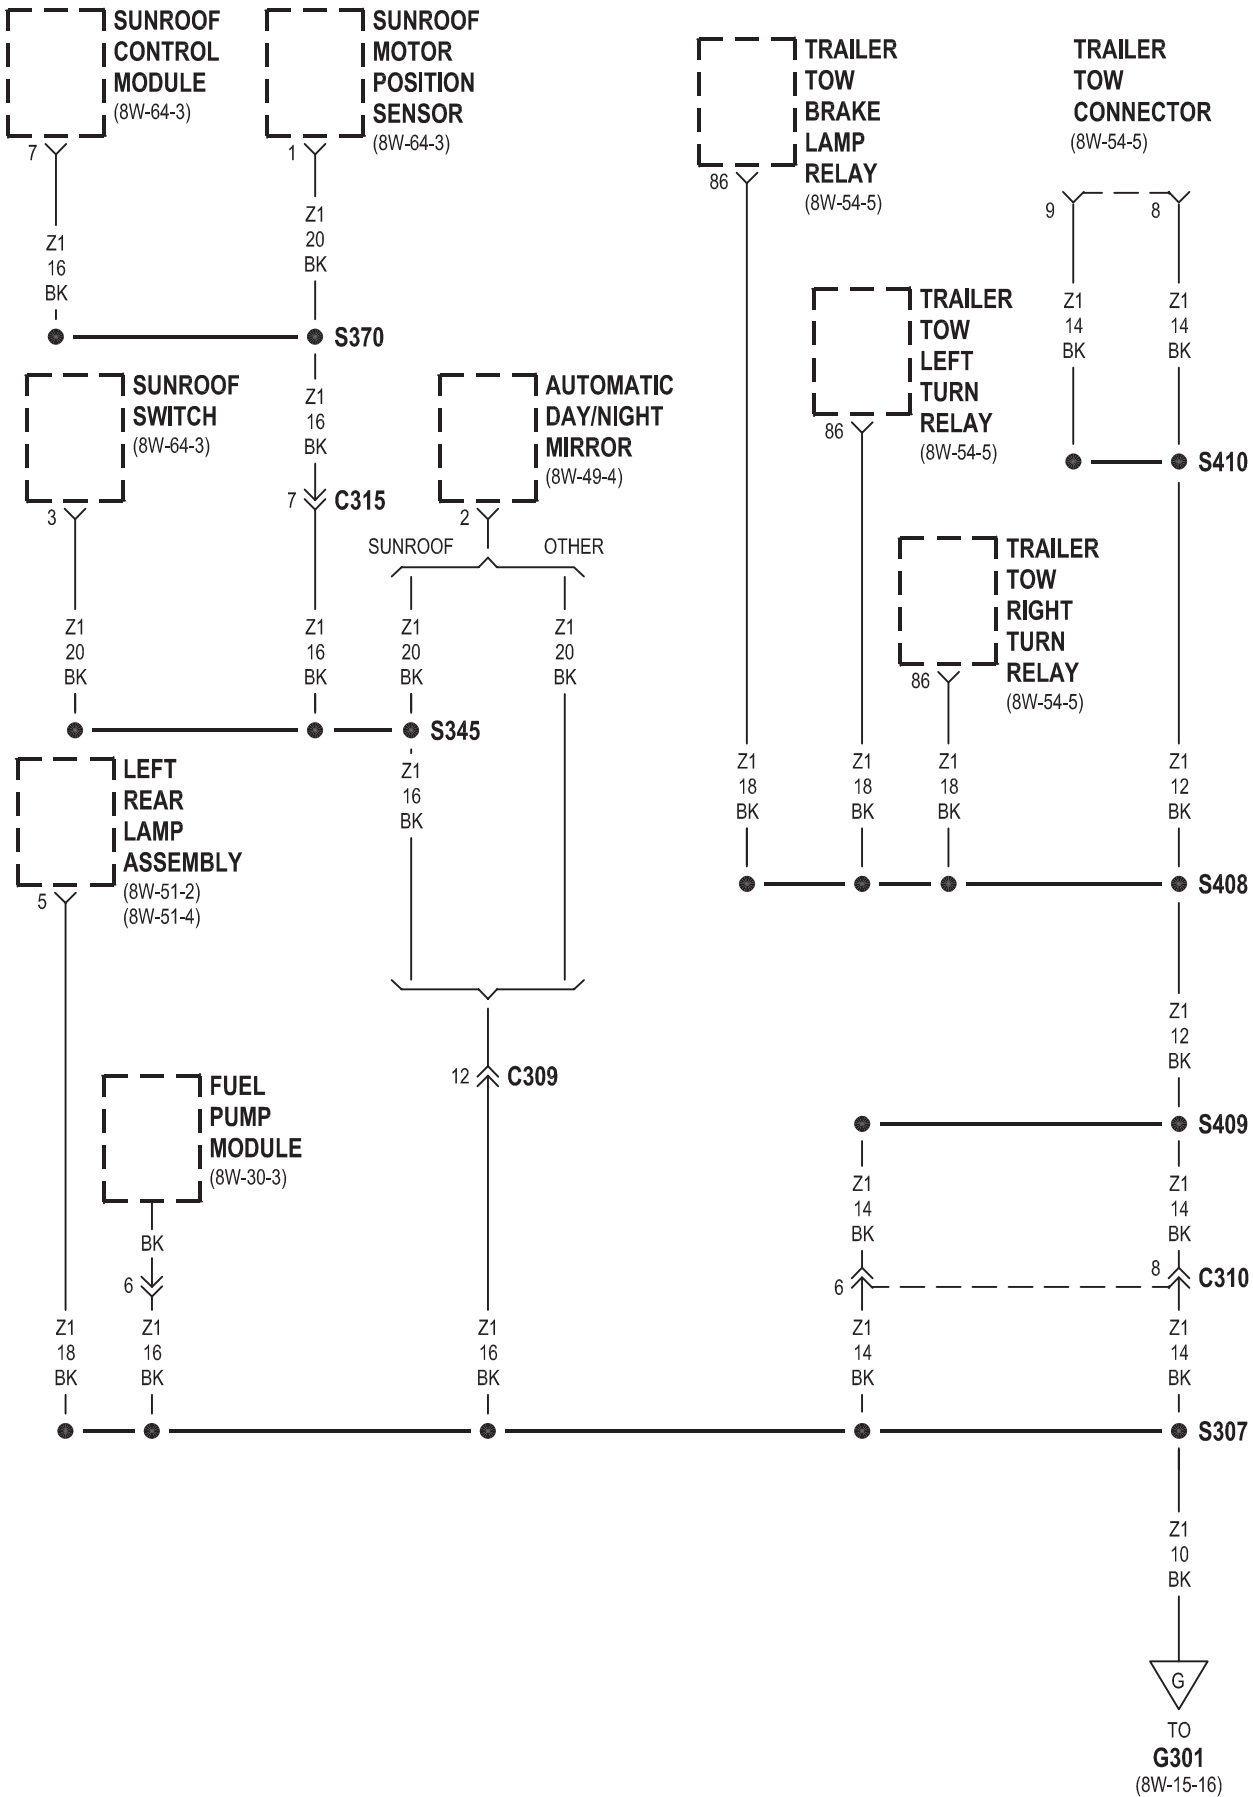 SUNROOF
CONTROL
MODULE
(8W-64-3)
7
Z1
16
BK
SUNROOF
MOTOR
POSITION
SENSOR
(8W-64-3)
1
Z1
20
BK
S370
SUNROOF
SWITCH
(8W-64-3)
3
Z1
20
BK
Z1
16
BK
7
C315
Z1
16
BK
AUTOMATIC
DAY/NIGHT
MIRROR
(8W-49-4)
2
SUNROOF
OTHER
Z1
20
BK
Z1
20
BK
S345
Z1
16
BK
LEFT
REAR
LAMP
ASSEMBLY
(8W-51-2)
(8W-51-4)
5
Z1
18
BK
FUEL
PUMP
MODULE
(8W-30-3)
BK
6
Z1
16
BK
12
C309
Z1
16
BK
TRAILER
TOW
BRAKE
LAMP
RELAY
(8W-54-5)
86
Z1
18
BK
TRAILER
TOW
LEFT
TURN
RELAY
(8W-54-5)
86
Z1
18
BK
TRAILER
TOW
RIGHT
TURN
RELAY
(8W-54-5)
86
Z1
18
BK
TRAILER
TOW
CONNECTOR
(8W-54-5)
9
8
Z1
14
BK
Z1
14
BK
S410
Z1
12
BK
S408
Z1
12
BK
S409
Z1
14
BK
Z1
14
BK
6
8
C310
Z1
14
BK
Z1
14
BK
S307
Z1
10
BK
G
TO
G301
(8W-15-16)